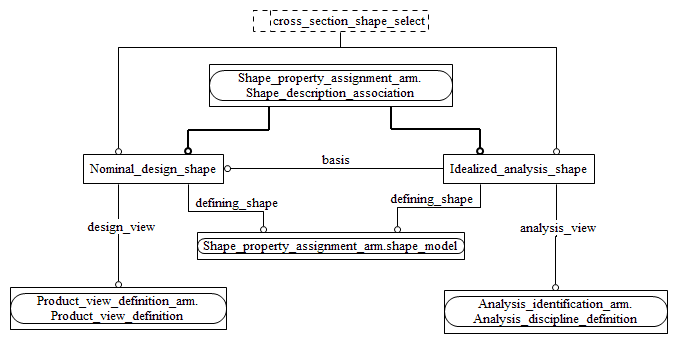 cross_section_shape_select
Shape_property_assignment_arm.
Shape_description_association
Nominal_design_shape
basis
Idealized_analysis_shape
defining_shape
defining_shape
design_view
analysis_view
Shape_property_assignment_arm.shape_model
Product_view_definition_arm.
Product_view_definition
Analysis_identification_arm.
Analysis_discipline_definition